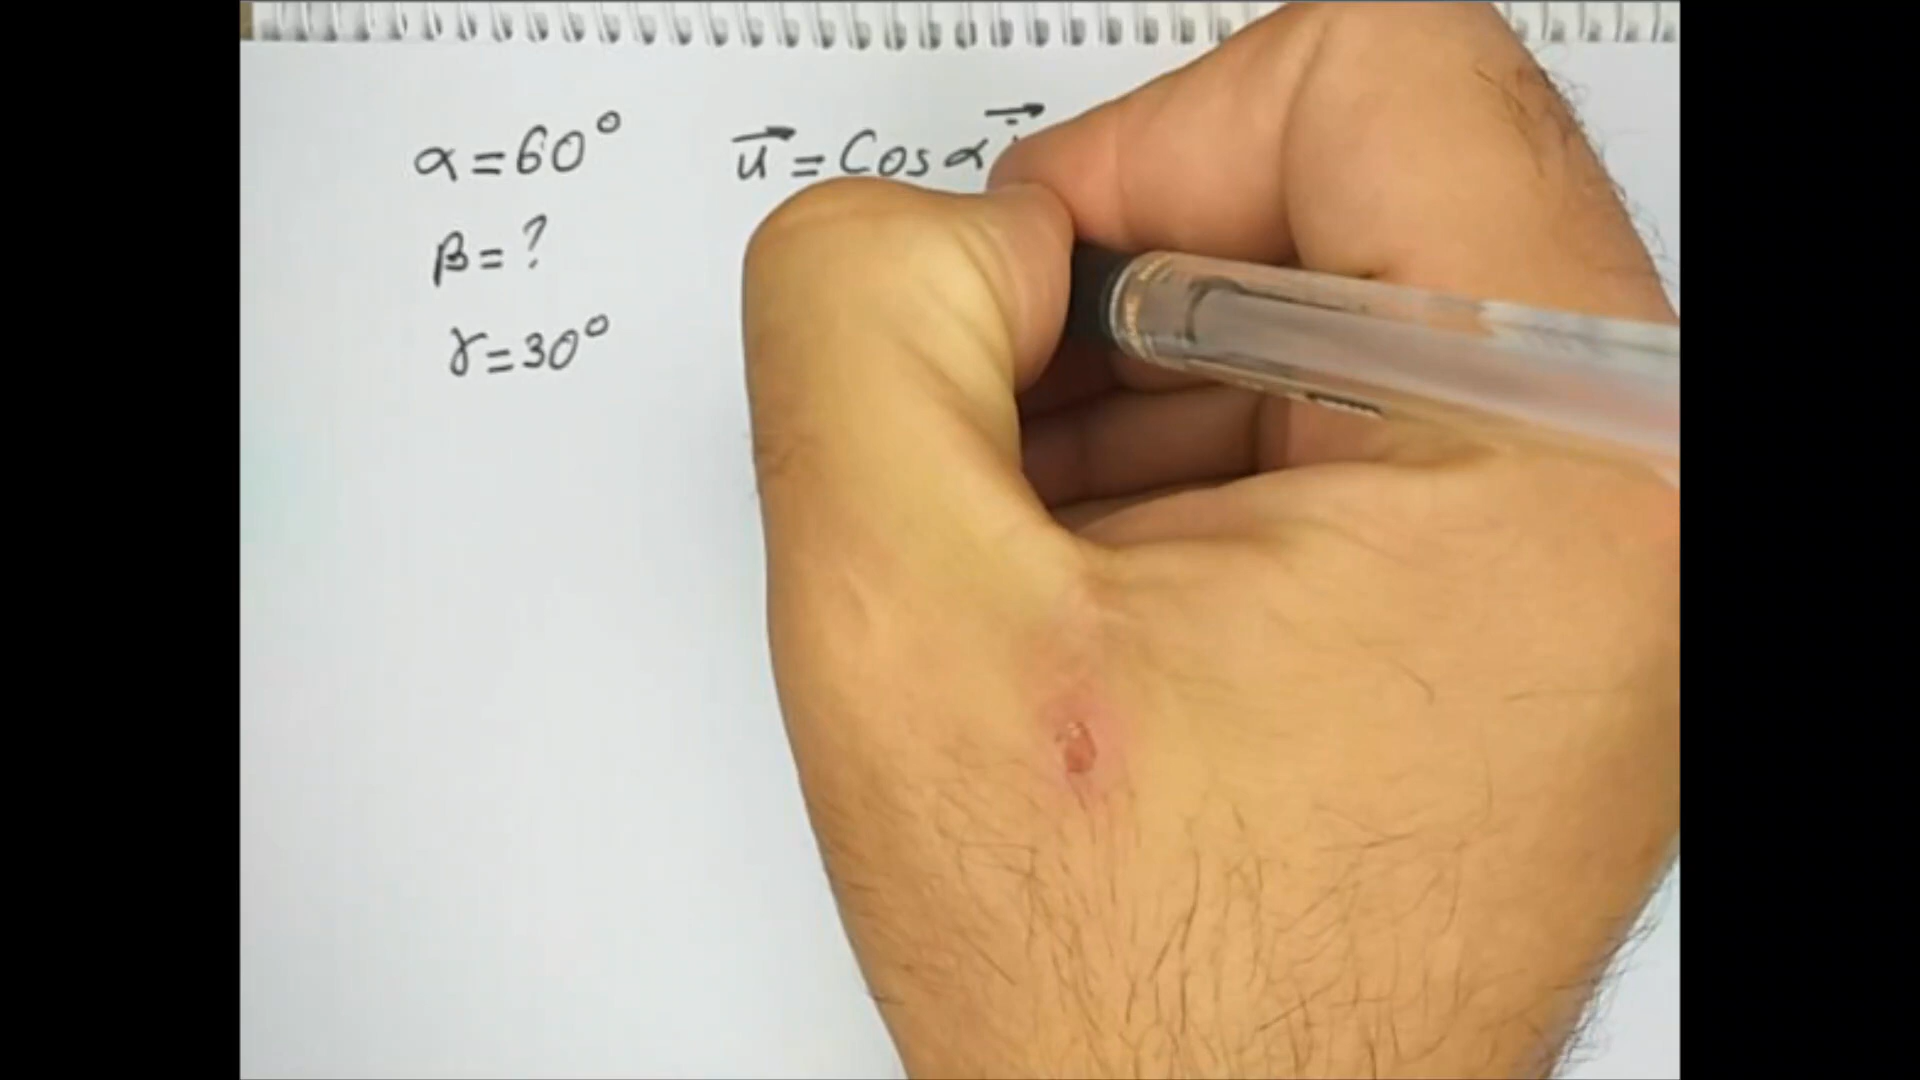 α = 60°
β = ?
γ = 30°
u⃗ = Cos α i⃗